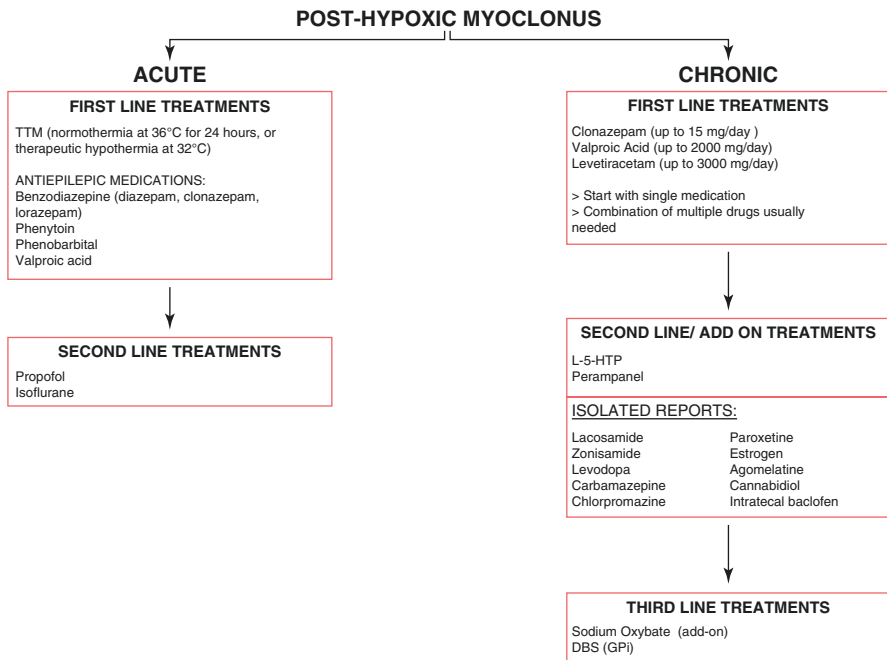 POST-HYPOXIC MYOCLONUS
ACUTE
FIRST LINE TREATMENTS
TTM (normothermia at 36°C for 24 hours, or
therapeutic hypothermia at 32°C)
ANTIEPILEPIC MEDICATIONS:
Benzodiazepine (diazepam, clonazepam,
lorazepam)
Phenytoin
Phenobarbital
Valproic acid
SECOND LINE TREATMENTS
Propofol
Isoflurane
CHRONIC
FIRST LINE TREATMENTS
Clonazepam (up to 15 mg/day )
Valproic Acid (up to 2000 mg/day)
Levetiracetam (up to 3000 mg/day)
> Start with single medication
> Combination of multiple drugs usually
needed
SECOND LINE/ ADD ON TREATMENTS
L-5-HTP
Perampanel
ISOLATED REPORTS:
Lacosamide
Zonisamide
Levodopa
Carbamazepine
Chlorpromazine
Paroxetine
Estrogen
Agomelatine
Cannabidiol
Intratecal baclofen
THIRD LINE TREATMENTS
Sodium Oxybate (add-on)
DBS (GPi)